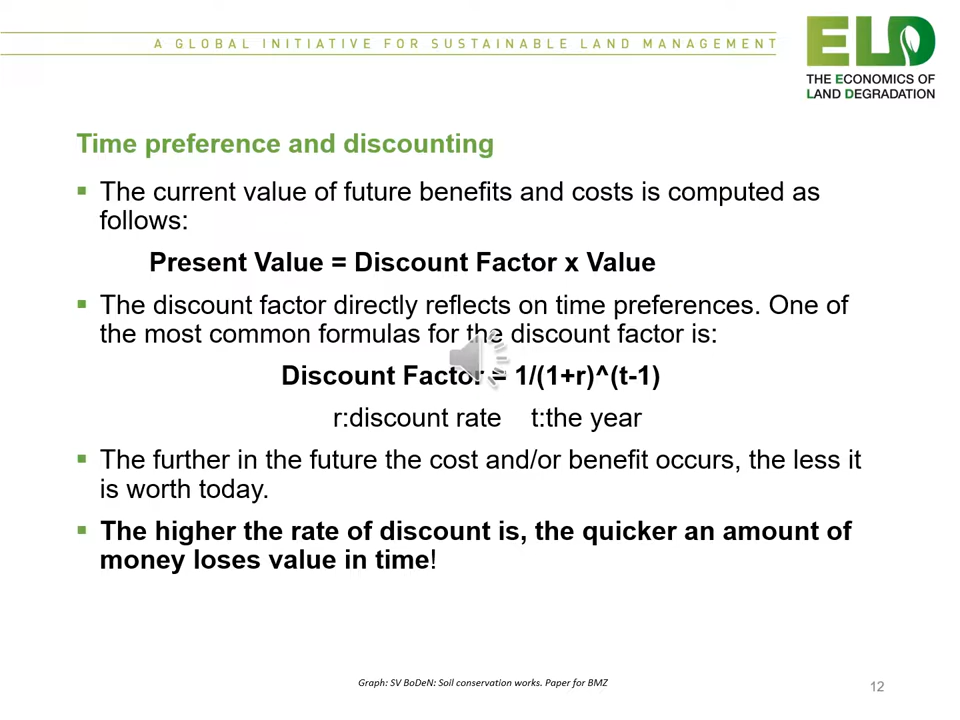 A GLOBAL INITIATIVE FOR SUSTAINABLE LAND MANAGEMENT
ELD
THE ECONOMICS OF
LAND DEGRADATION
Time preference and discounting
▪ The current value of future benefits and costs is computed as
follows:
Present Value = Discount Factor x Value
▪ The discount factor directly reflects on time preferences. One of
the most common formulas for the discount factor is:
Discount Factor = 1/(1+r)^(t-1)
r:discount rate t:the year
▪ The further in the future the cost and/or benefit occurs, the less it
is worth today.
▪ The higher the rate of discount is, the quicker an amount of
money loses value in time!
Graph: SV BoDeN: Soil conservation works. Paper for BMZ
12